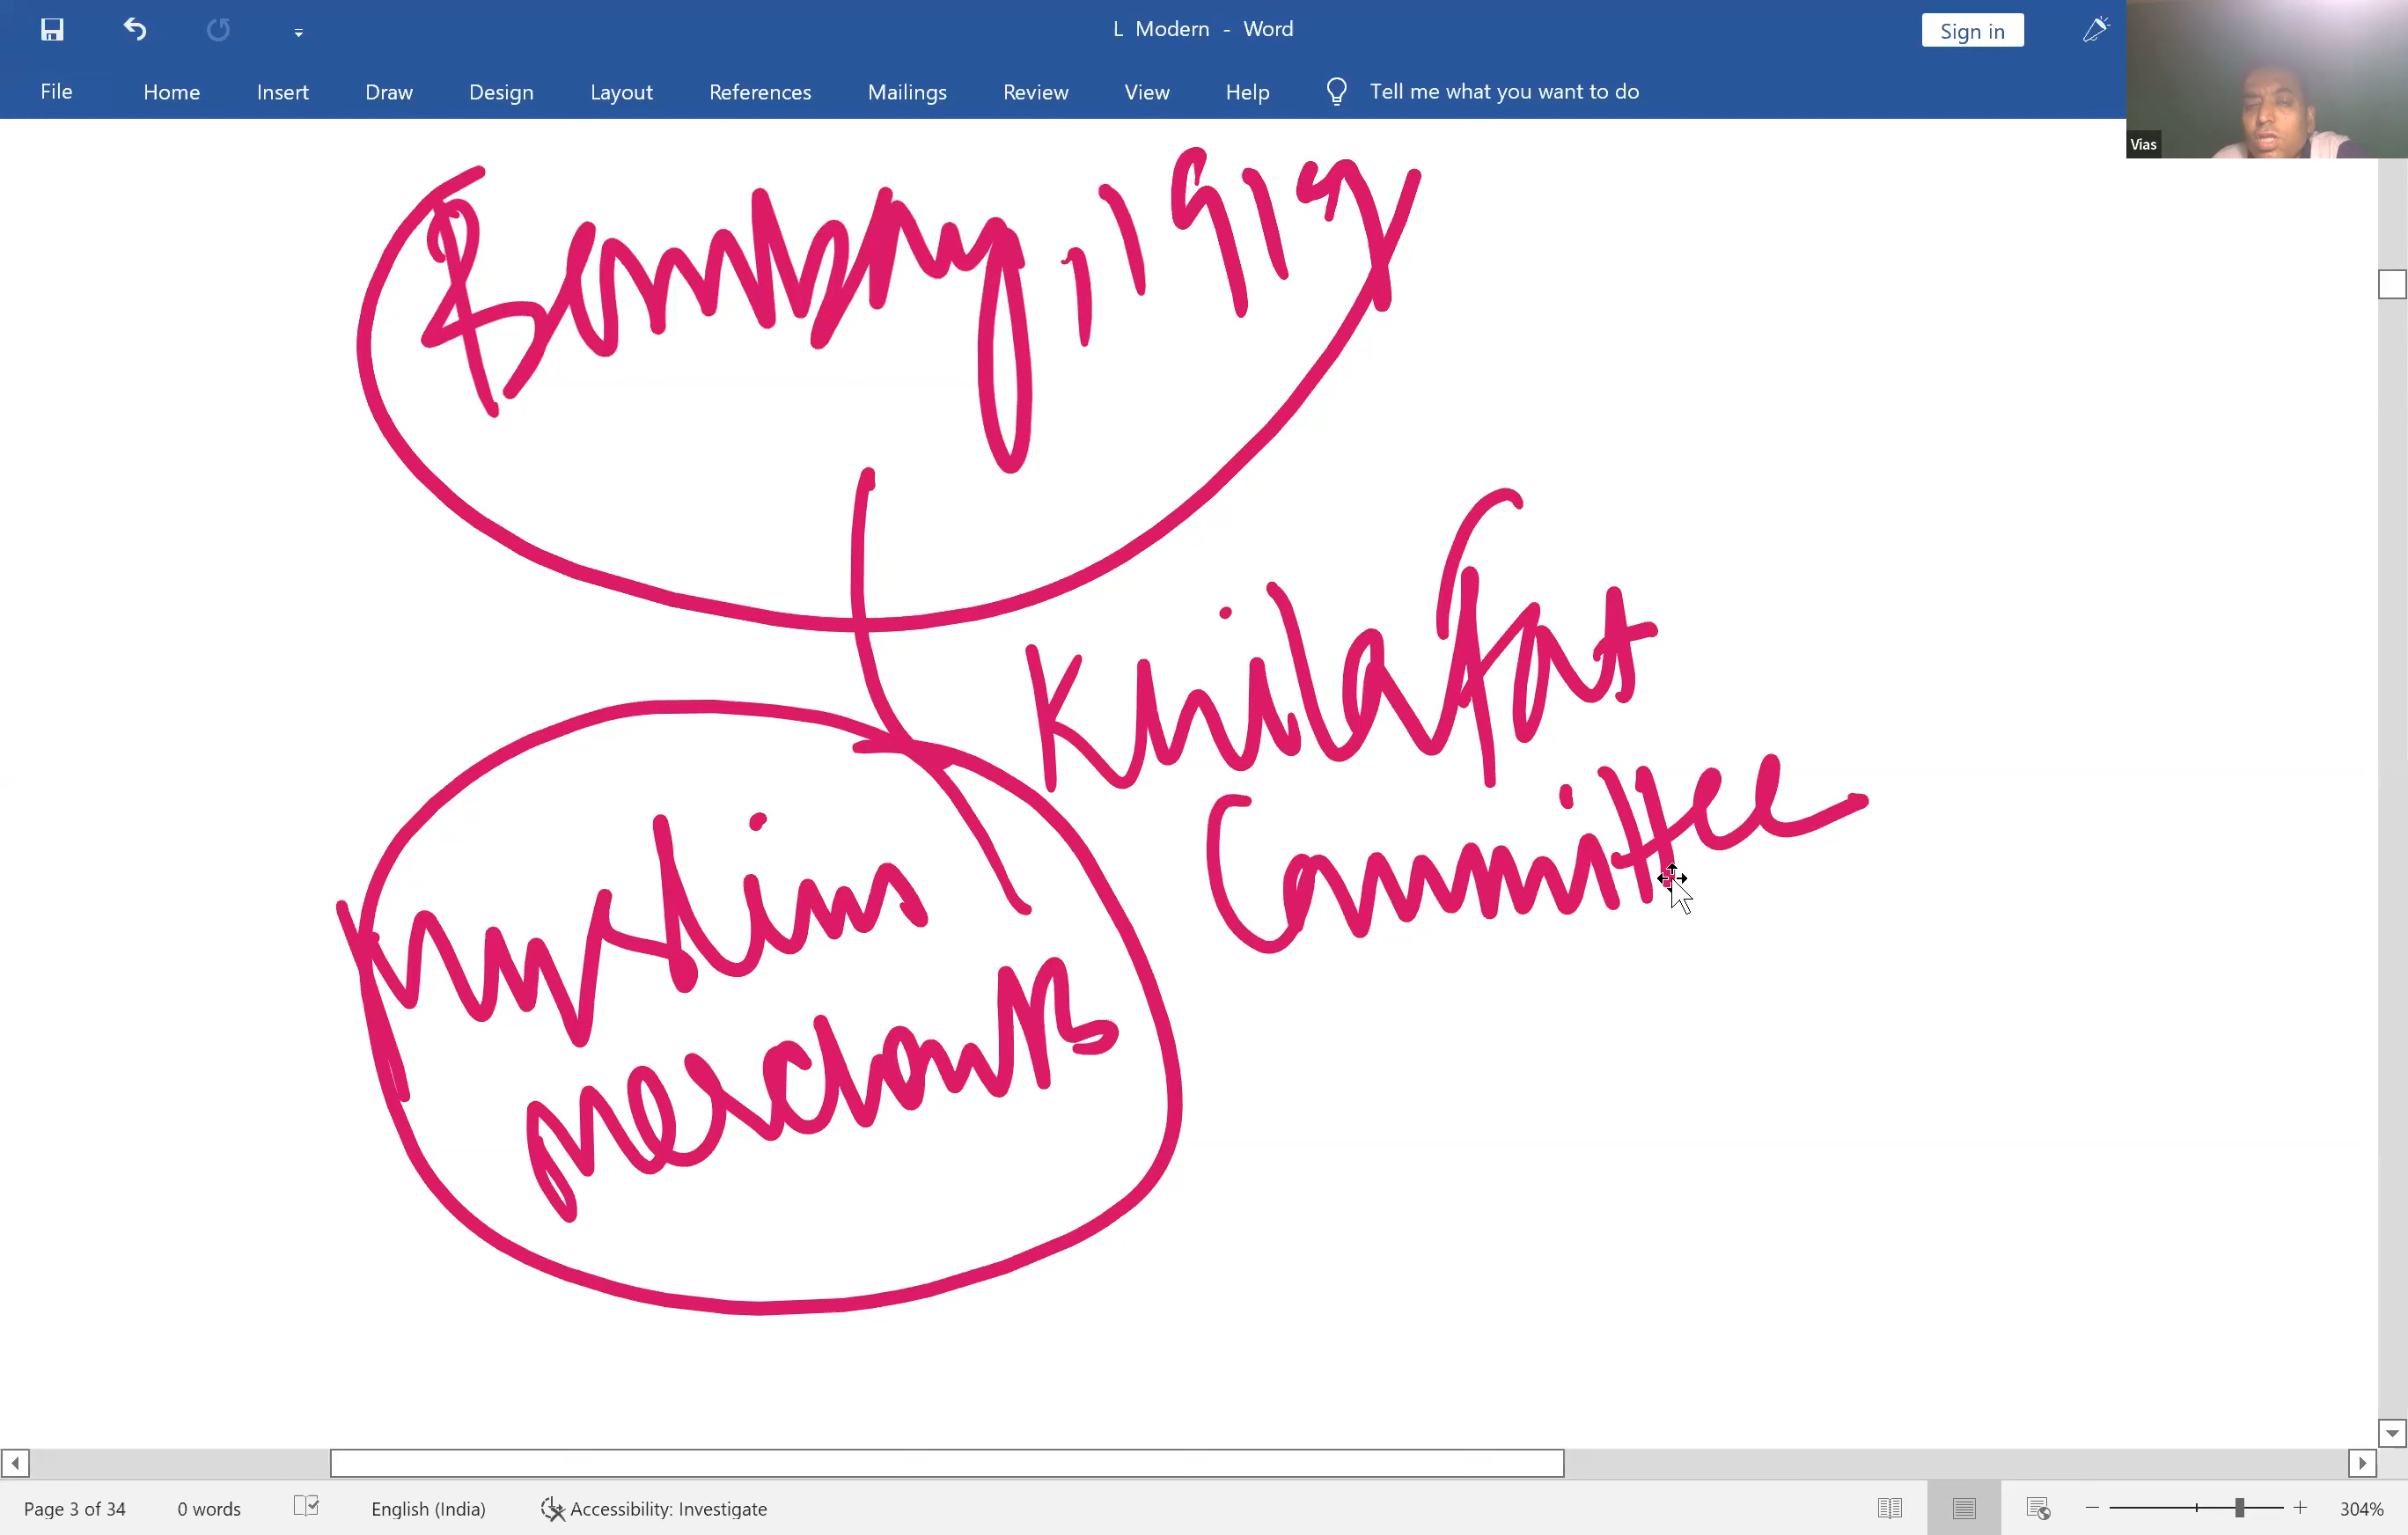 L Modern - Word
Sign in
File Home Insert Draw Design Layout References Mailings Review View Help Tell me what you want to do
Vias
Bombay, 1919
Khilafat
Committee
Muslim
Merchants
Page 3 of 34 0 words English (India) Accessibility: Investigate 304%